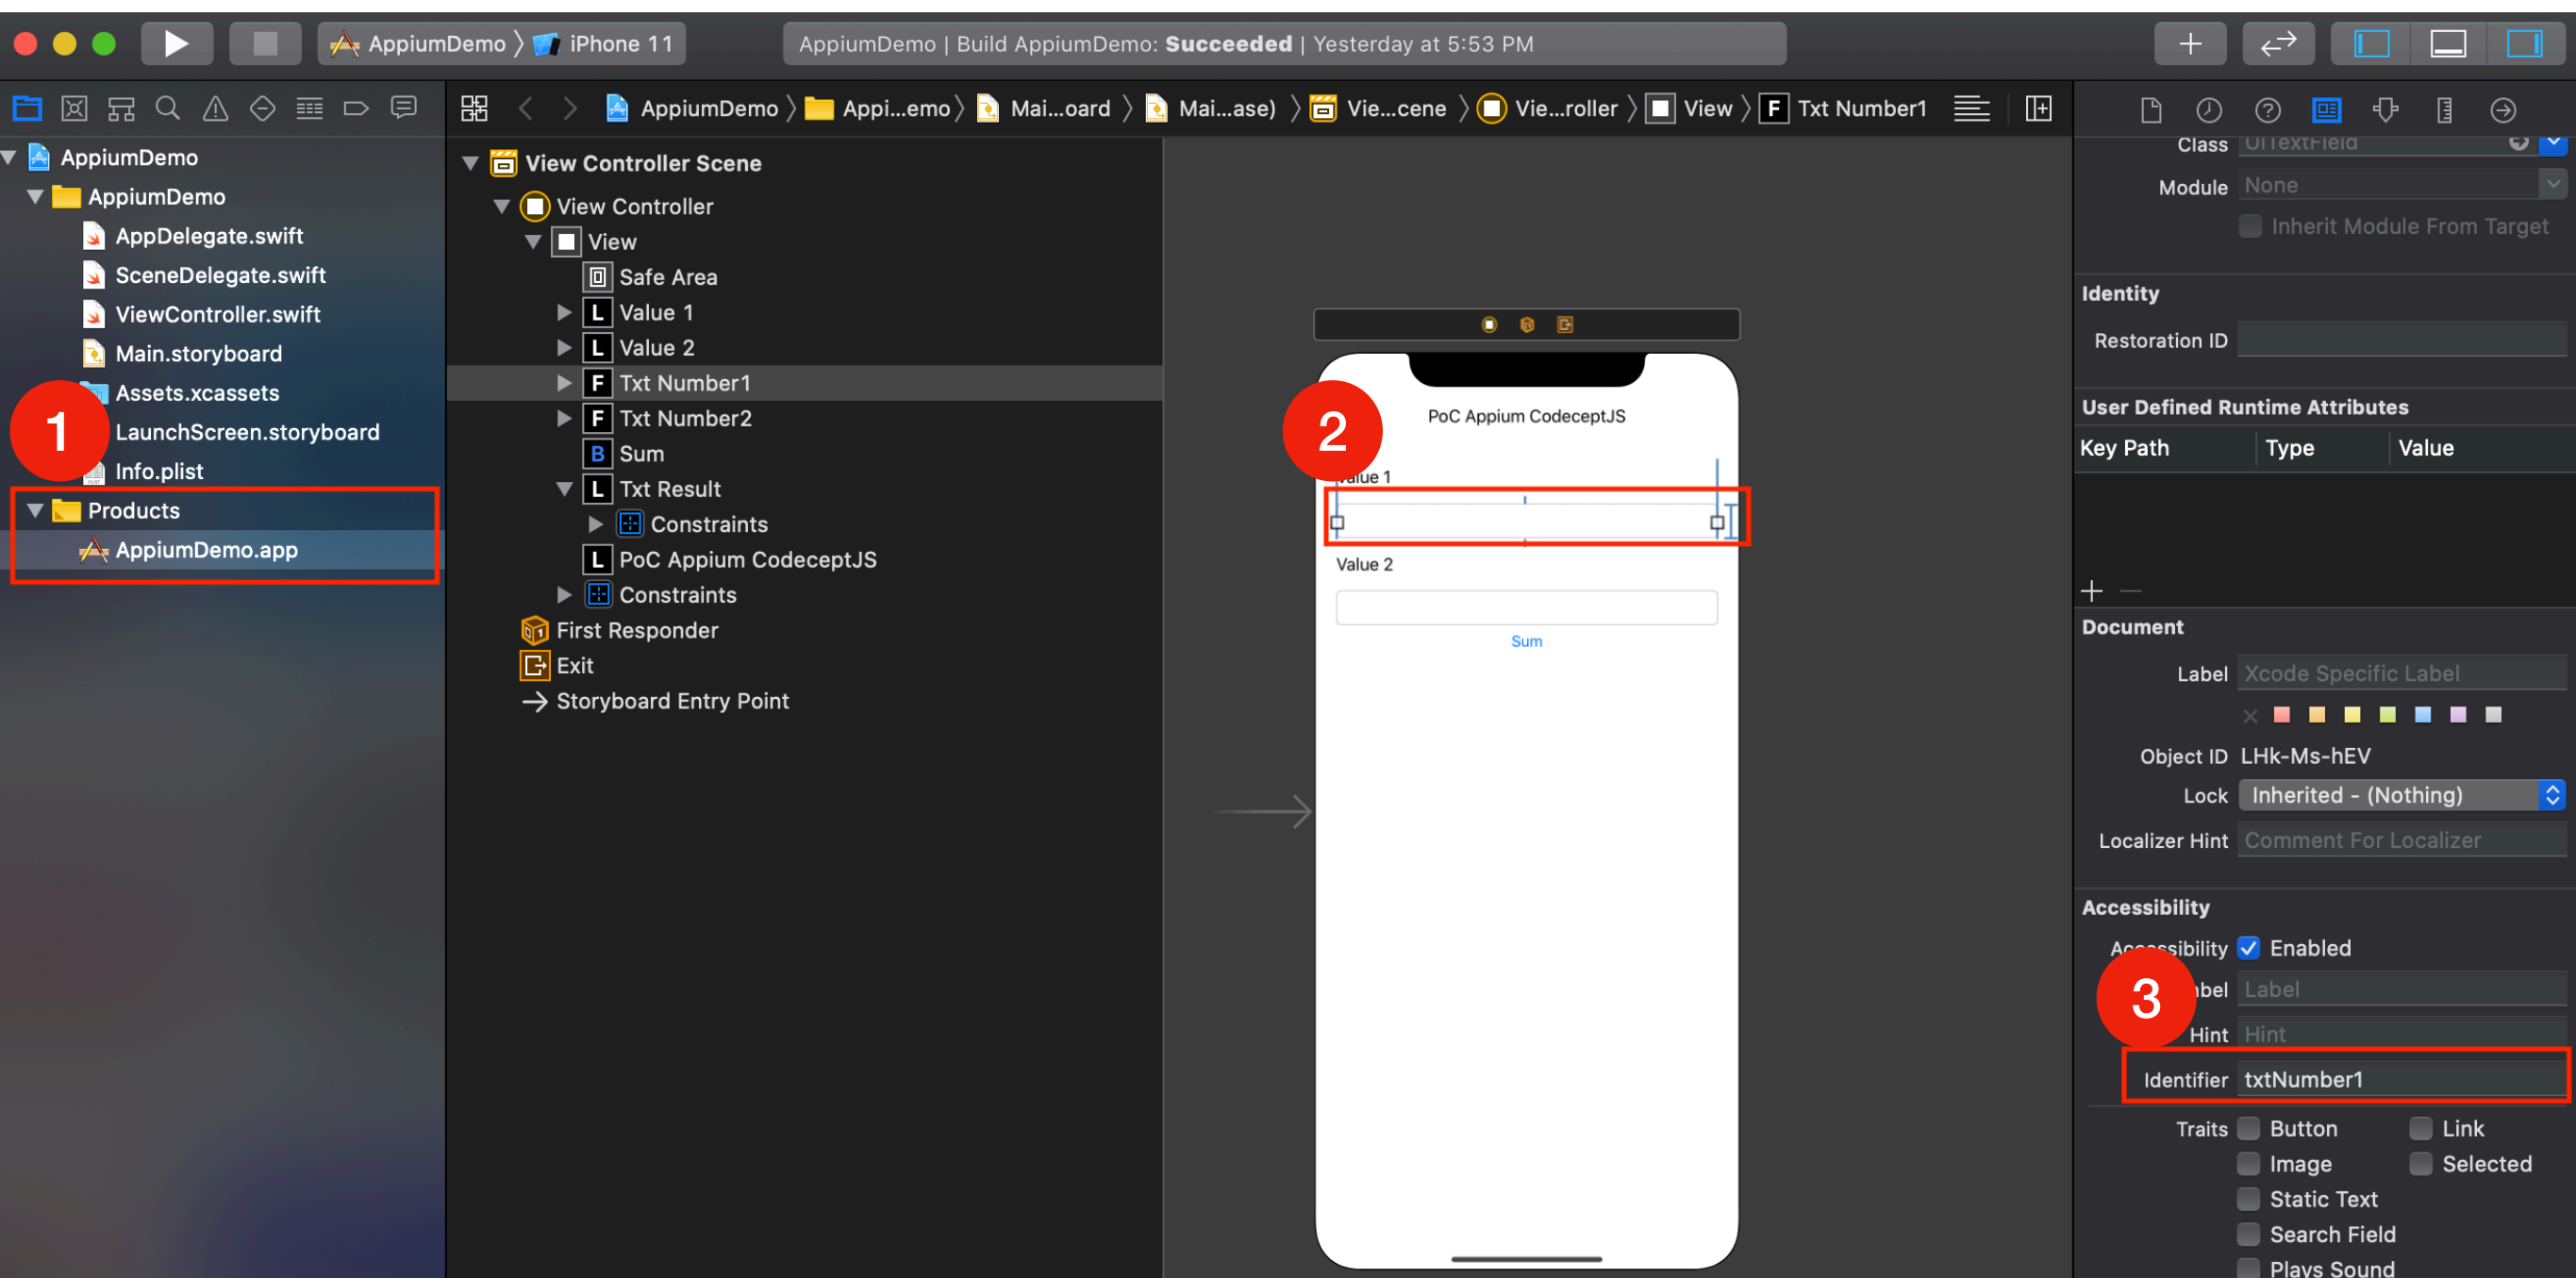 AppiumDemo
iPhone 11
AppiumDemo | Build AppiumDemo: Succeeded | Yesterday at 5:53 PM
AppiumDemo
Appi...emo
Mai...oard
Mai...ase)
Vie...cene
Vie...roller
View
F Txt Number1
AppiumDemo
AppiumDemo
AppDelegate.swift
SceneDelegate.swift
ViewController.swift
Main.storyboard
Assets.xcassets
1
LaunchScreen.storyboard
Info.plist
Products
AppiumDemo.app
View Controller Scene
View Controller
View
Safe Area
L Value 1
L Value 2
F Txt Number1
F Txt Number2
B Sum
L Txt Result
Constraints
L PoC Appium CodeceptJS
Constraints
First Responder
Exit
Storyboard Entry Point
PoC Appium CodeceptJS
2
Value 1
Value 2
Sum
Class UITextField
Module None
Inherit Module From Target
Identity
Restoration ID
User Defined Runtime Attributes
Key Path Type Value
Document
Label Xcode Specific Label
Object ID LHk-Ms-hEV
Lock Inherited - (Nothing)
Localizer Hint Comment For Localizer
Accessibility
Accessibility Enabled
3
Label Label
Hint Hint
Identifier txtNumber1
Traits Button Link
Image Selected
Static Text
Search Field
Plays Sound